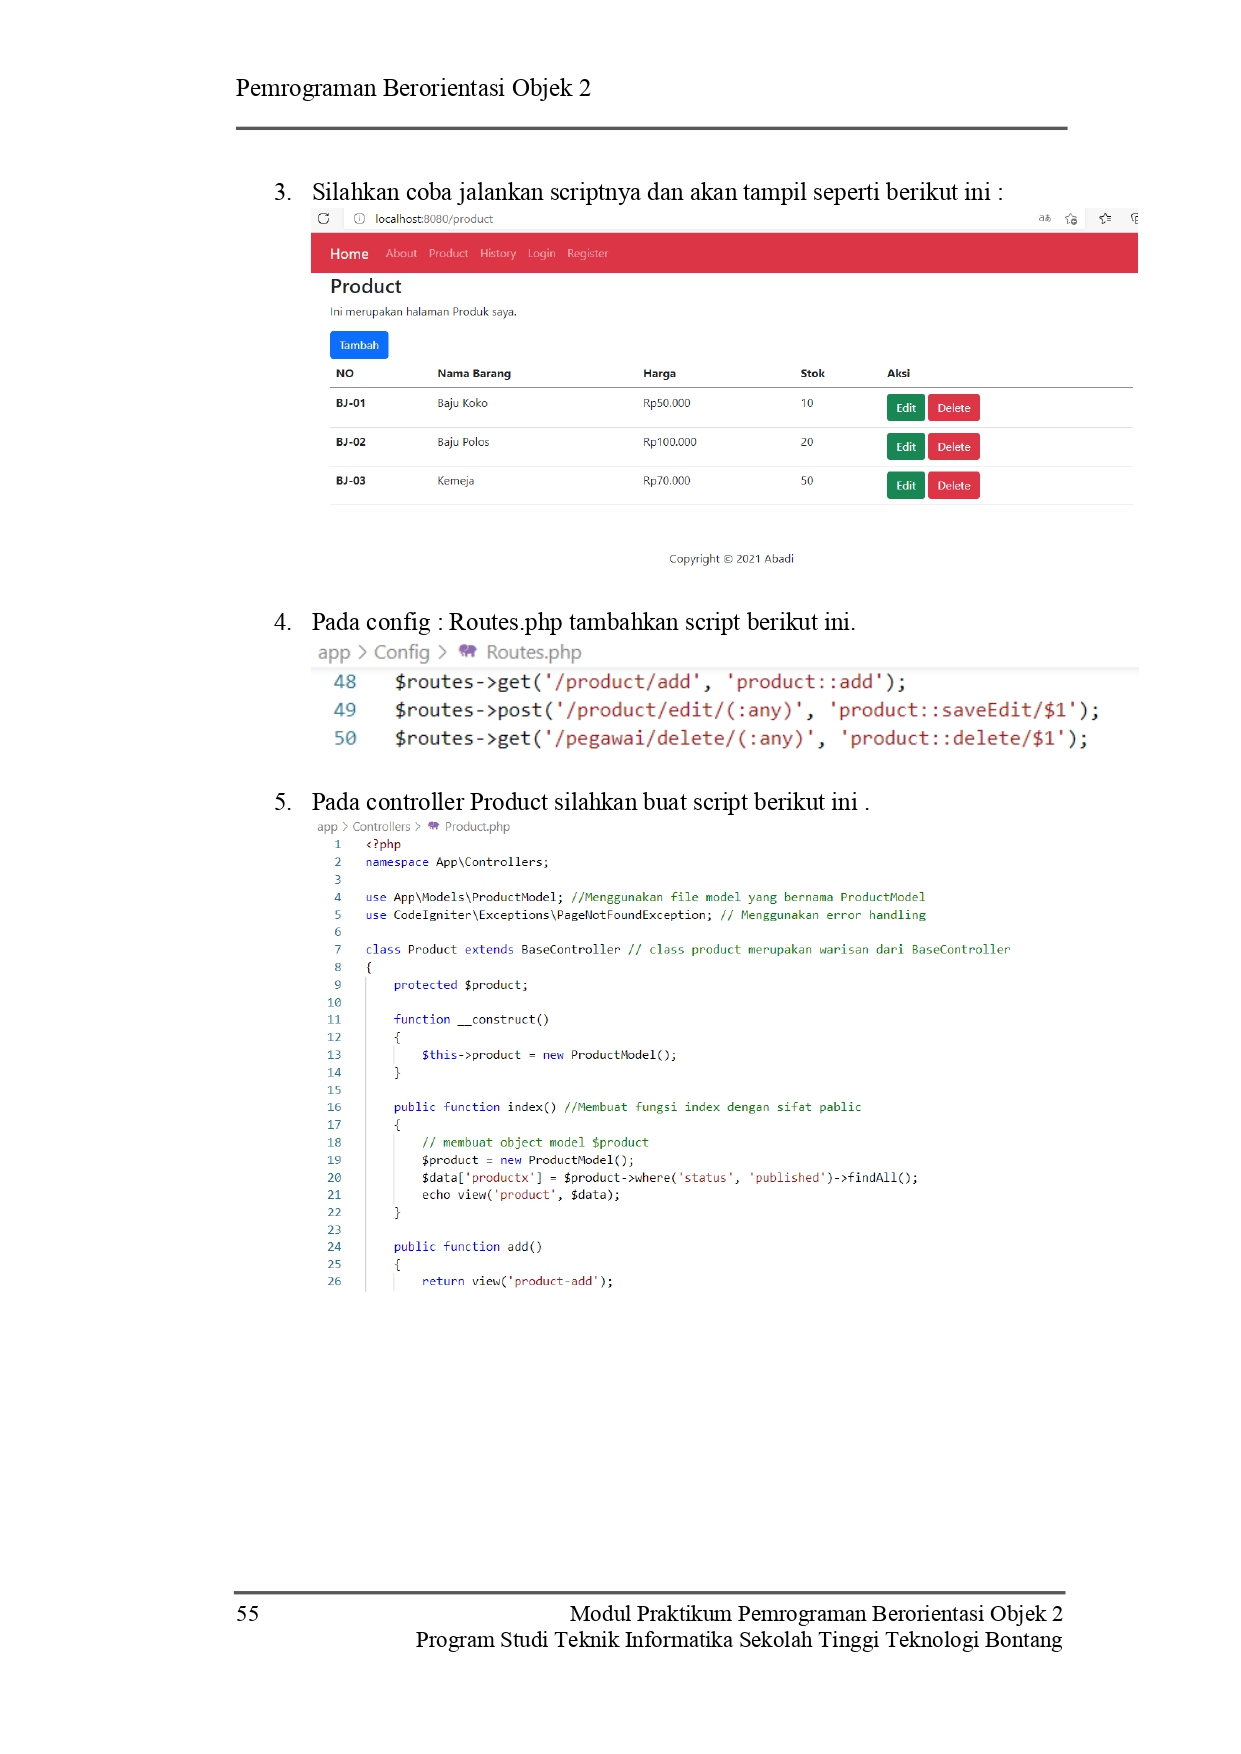 Pemrograman Berorientasi Objek 2
3. Silahkan coba jalankan scriptnya dan akan tampil seperti berikut ini :
localhost:8080/product
Home About Product History Login Register
Product
Ini merupakan halaman Produk saya.
Tambah
NO Nama Barang Harga Stok Aksi
BJ-01 Baju Koko Rp50.000 10 Edit Delete
BJ-02 Baju Polos Rp100.000 20 Edit Delete
BJ-03 Kemeja Rp70.000 50 Edit Delete
Copyright © 2021 Abadi
4. Pada config : Routes.php tambahkan script berikut ini.
app > Config > Routes.php
48 $routes->get('/product/add', 'product::add');
49 $routes->post('/product/edit/(:any)', 'product::saveEdit/$1');
50 $routes->get('/pegawai/delete/(:any)', 'product::delete/$1');
5. Pada controller Product silahkan buat script berikut ini .
app > Controllers > Product.php
1 <?php
2 namespace App\Controllers;
3
4 use App\Models\ProductModel; //Menggunakan file model yang bernama ProductModel
5 use CodeIgniter\Exceptions\PageNotFoundException; // Menggunakan error handling
6
7 class Product extends BaseController // class product merupakan warisan dari BaseController
8 {
9 protected $product;
10
11 function __construct()
12 {
13 $this->product = new ProductModel();
14 }
15
16 public function index() //Membuat fungsi index dengan sifat pablic
17 {
18 // membuat object model $product
19 $product = new ProductModel();
20 $data['productx'] = $product->where('status', 'published')->findAll();
21 echo view('product', $data);
22 }
23
24 public function add()
25 {
26 return view('product-add');
55 Modul Praktikum Pemrograman Berorientasi Objek 2
Program Studi Teknik Informatika Sekolah Tinggi Teknologi Bontang